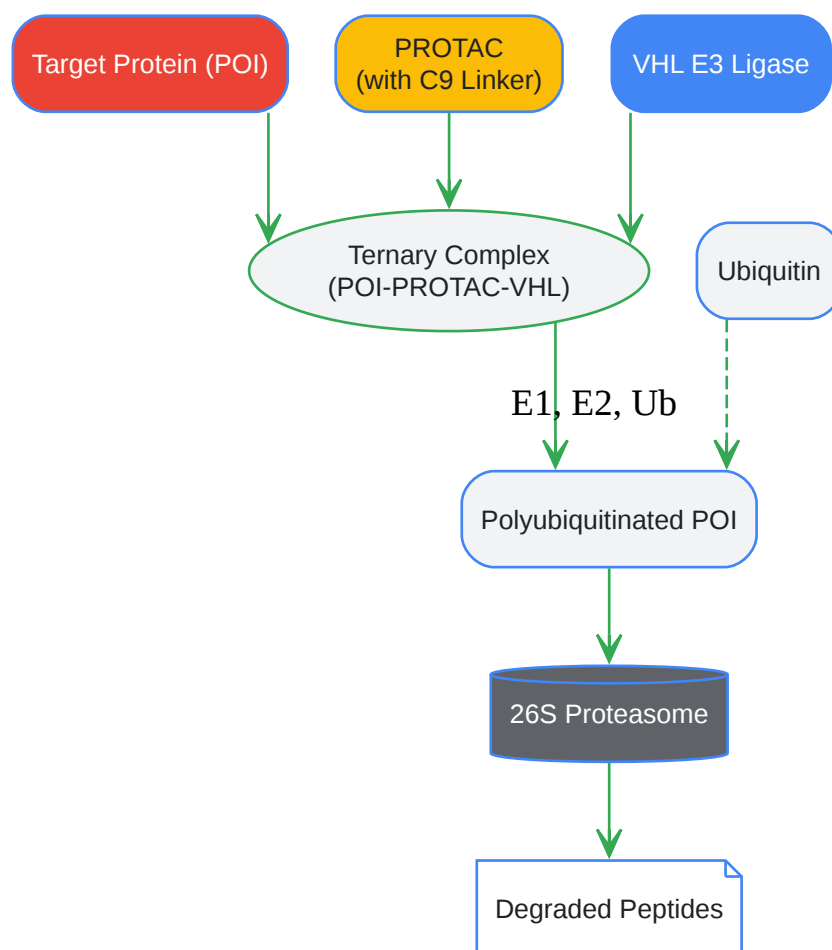 Target Protein (POI)
PROTAC
(with C9 Linker)
VHL E3 Ligase
Ternary Complex
(POI-PROTAC-VHL)
Ubiquitin
E1, E2, Ub
Polyubiquitinated POI
26S Proteasome
Degraded Peptides